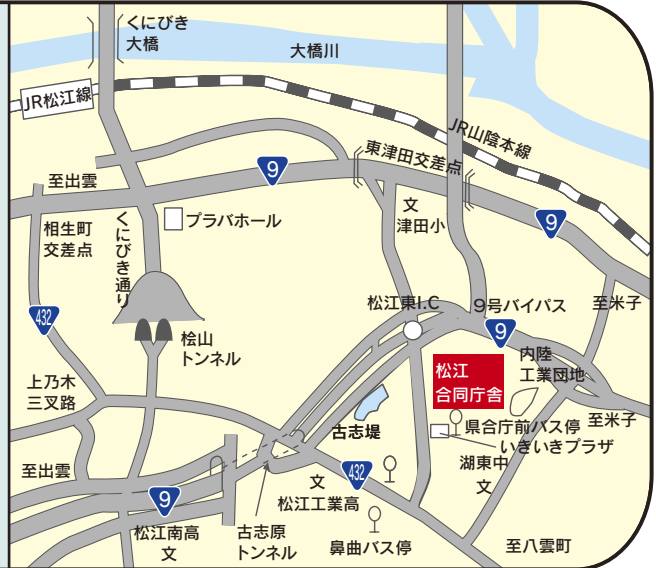 くにびき
大橋
大橋川
JR松江線
JR山陰本線
東津田交差点
9
至出雲
文
津田小
9
相生町
交差点
くにびき通り
プラバホール
松江東I.C
9号バイパス
至米子
432
9
桧山
トンネル
内陸
工業団地
松江
合同庁舎
上乃木
三叉路
至米子
県合庁前バス停
いきいきプラザ
古志堤
湖東中
文
至出雲
432
文
松江工業高
9
松江南高
文
古志原
トンネル
鼻曲バス停
至八雲町